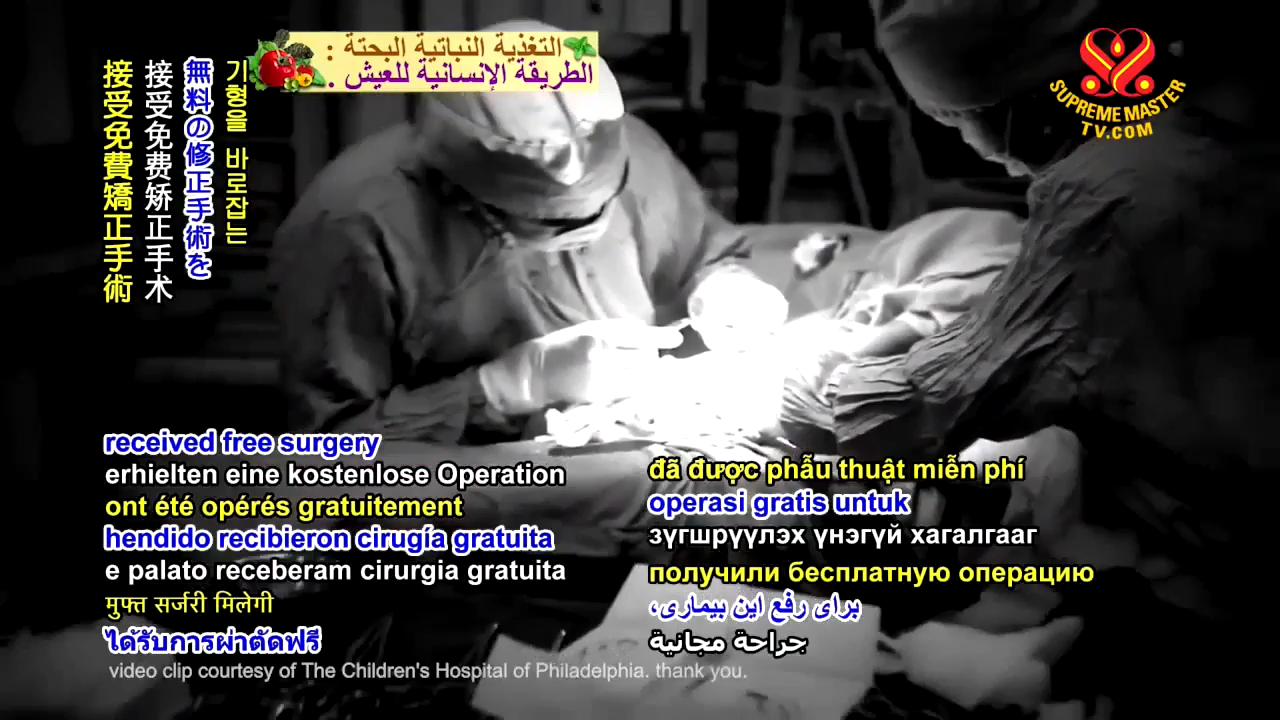 التغذية النباتية البحتة :
الطريقة الإنسانية للعيش .
SUPREME MASTER
TV.COM
기형을 바로잡는
無料の修正手術を
接受免费矫正手术
接受免費矯正手術
received free surgery
erhielten eine kostenlose Operation
ont été opérés gratuitement
hendido recibieron cirugía gratuita
e palato receberam cirurgia gratuita
मुफ्त सर्जरी मिलेगी
ได้รับการผ่าตัดฟรี
đã được phẫu thuật miễn phí
operasi gratis untuk
зүгшрүүлэх үнэгүй хагалгааг
получили бесплатную операцию
برای رفع این بیماری،
جراحة مجانية
video clip courtesy of The Children's Hospital of Philadelphia. thank you.